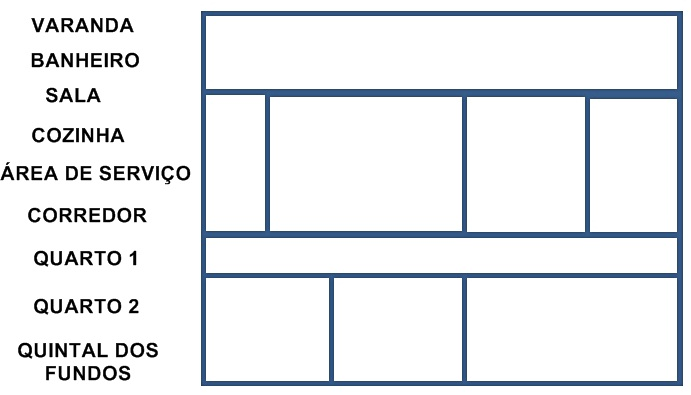 VARANDA
BANHEIRO
SALA
COZINHA
ÁREA DE SERVIÇO
CORREDOR
QUARTO 1
QUARTO 2
QUINTAL DOS
FUNDOS